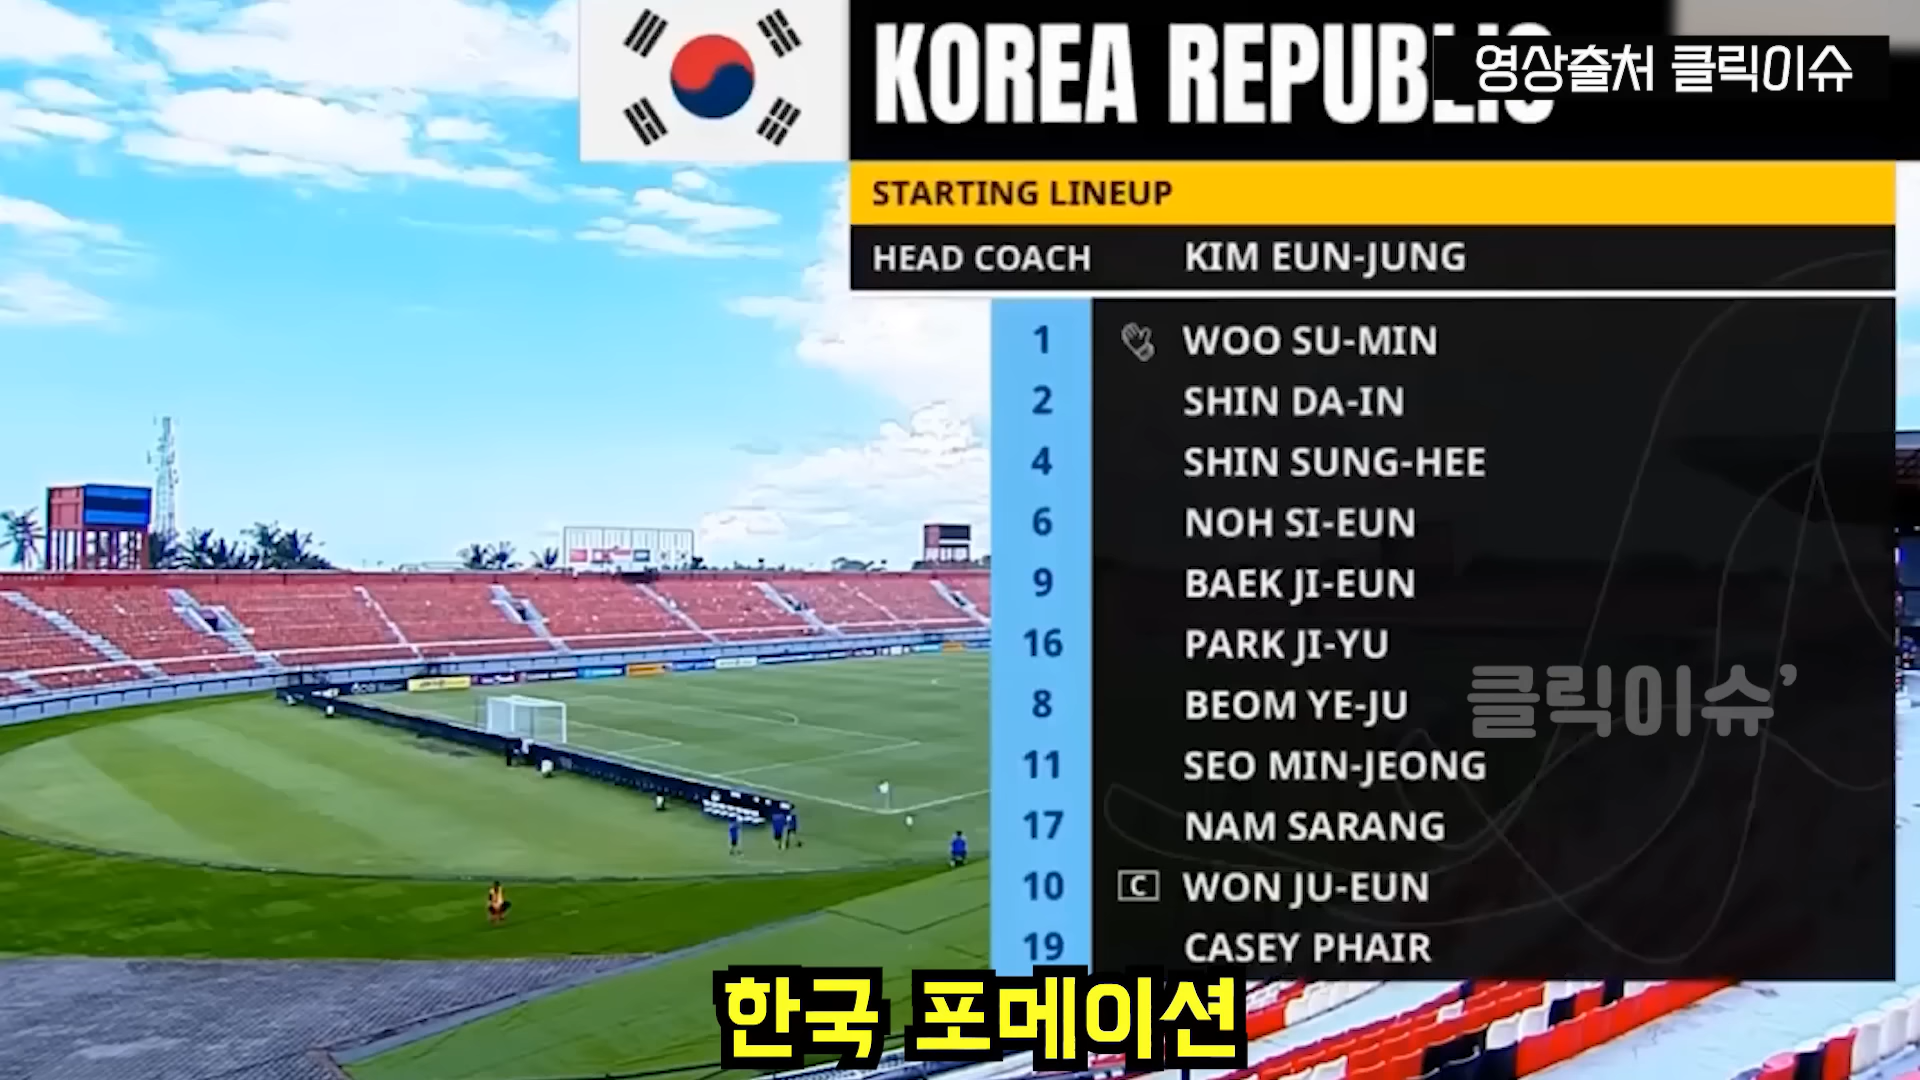 KOREA REPUBLIC
영상출처 클릭이슈
STARTING LINEUP
HEAD COACH KIM EUN-JUNG
1 WOO SU-MIN
2 SHIN DA-IN
4 SHIN SUNG-HEE
6 NOH SI-EUN
9 BAEK JI-EUN
16 PARK JI-YU
8 BEOM YE-JU
클릭이슈’
11 SEO MIN-JEONG
17 NAM SARANG
10 C WON JU-EUN
19 CASEY PHAIR
한국 포메이션